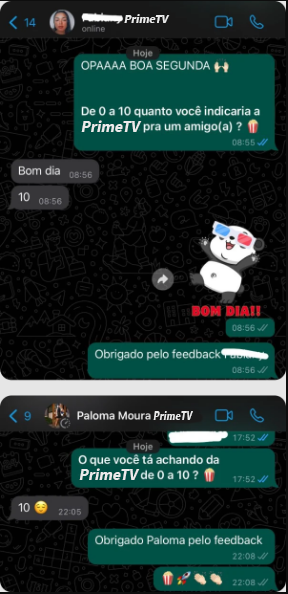 14
PrimeTV
online
Hoje
OPAAAA BOA SEGUNDA 🙌🏻
De 0 a 10 quanto você indicaria a
PrimeTV pra um amigo(a) ? 🍿
08:55
Bom dia 08:56
10 08:56
BOM DIA!!
08:56
Obrigado pelo feedback
08:56
9 Paloma Moura PrimeTV
17:52
Hoje
O que você tá achando da
PrimeTV de 0 a 10 ? 🍿
17:52
10 😌 22:05
Obrigado Paloma pelo feedback
22:08
🍿🚀👏🏻👏🏻 22:08